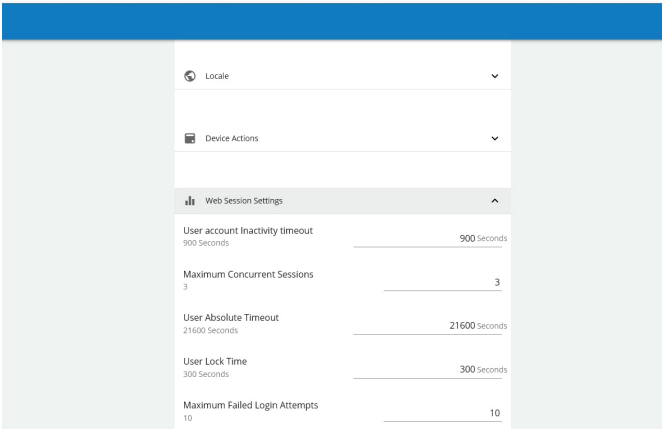 Locale
Device Actions
Web Session Settings
User account Inactivity timeout
900 Seconds
900 Seconds
Maximum Concurrent Sessions
3
3
User Absolute Timeout
21600 Seconds
21600 Seconds
User Lock Time
300 Seconds
300 Seconds
Maximum Failed Login Attempts
10
10